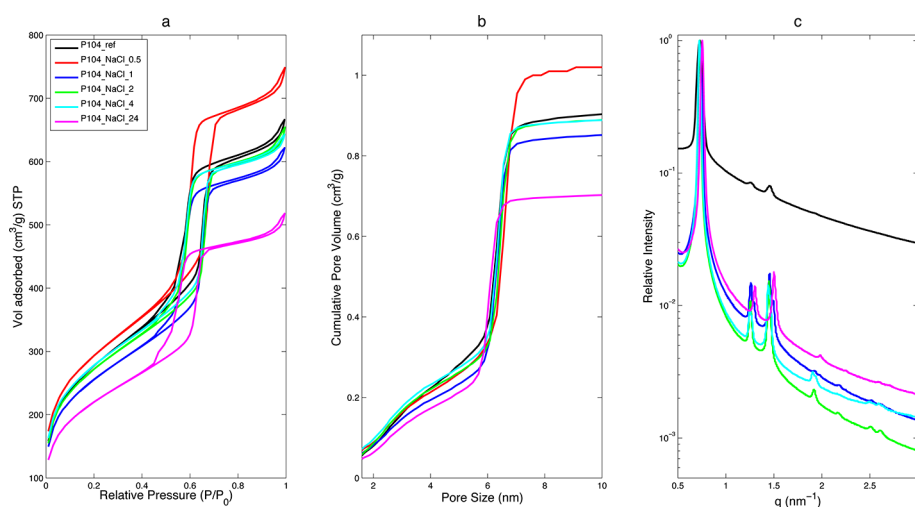 a
b
c
P104_ref
P104_NaCl_0.5
P104_NaCl_1
P104_NaCl_2
P104_NaCl_4
P104_NaCl_24
Vol adsorbed (cm³/g) STP
800
700
600
500
400
300
200
100
0
0.2
0.4
0.6
0.8
1
Relative Pressure (P/P₀)
Cumulative Pore Volume (cm³/g)
1
0.8
0.6
0.4
0.2
0
2
4
6
8
10
Pore Size (nm)
Relative Intensity
10⁰
10⁻¹
10⁻²
10⁻³
0.5
1
1.5
2
2.5
q (nm⁻¹)